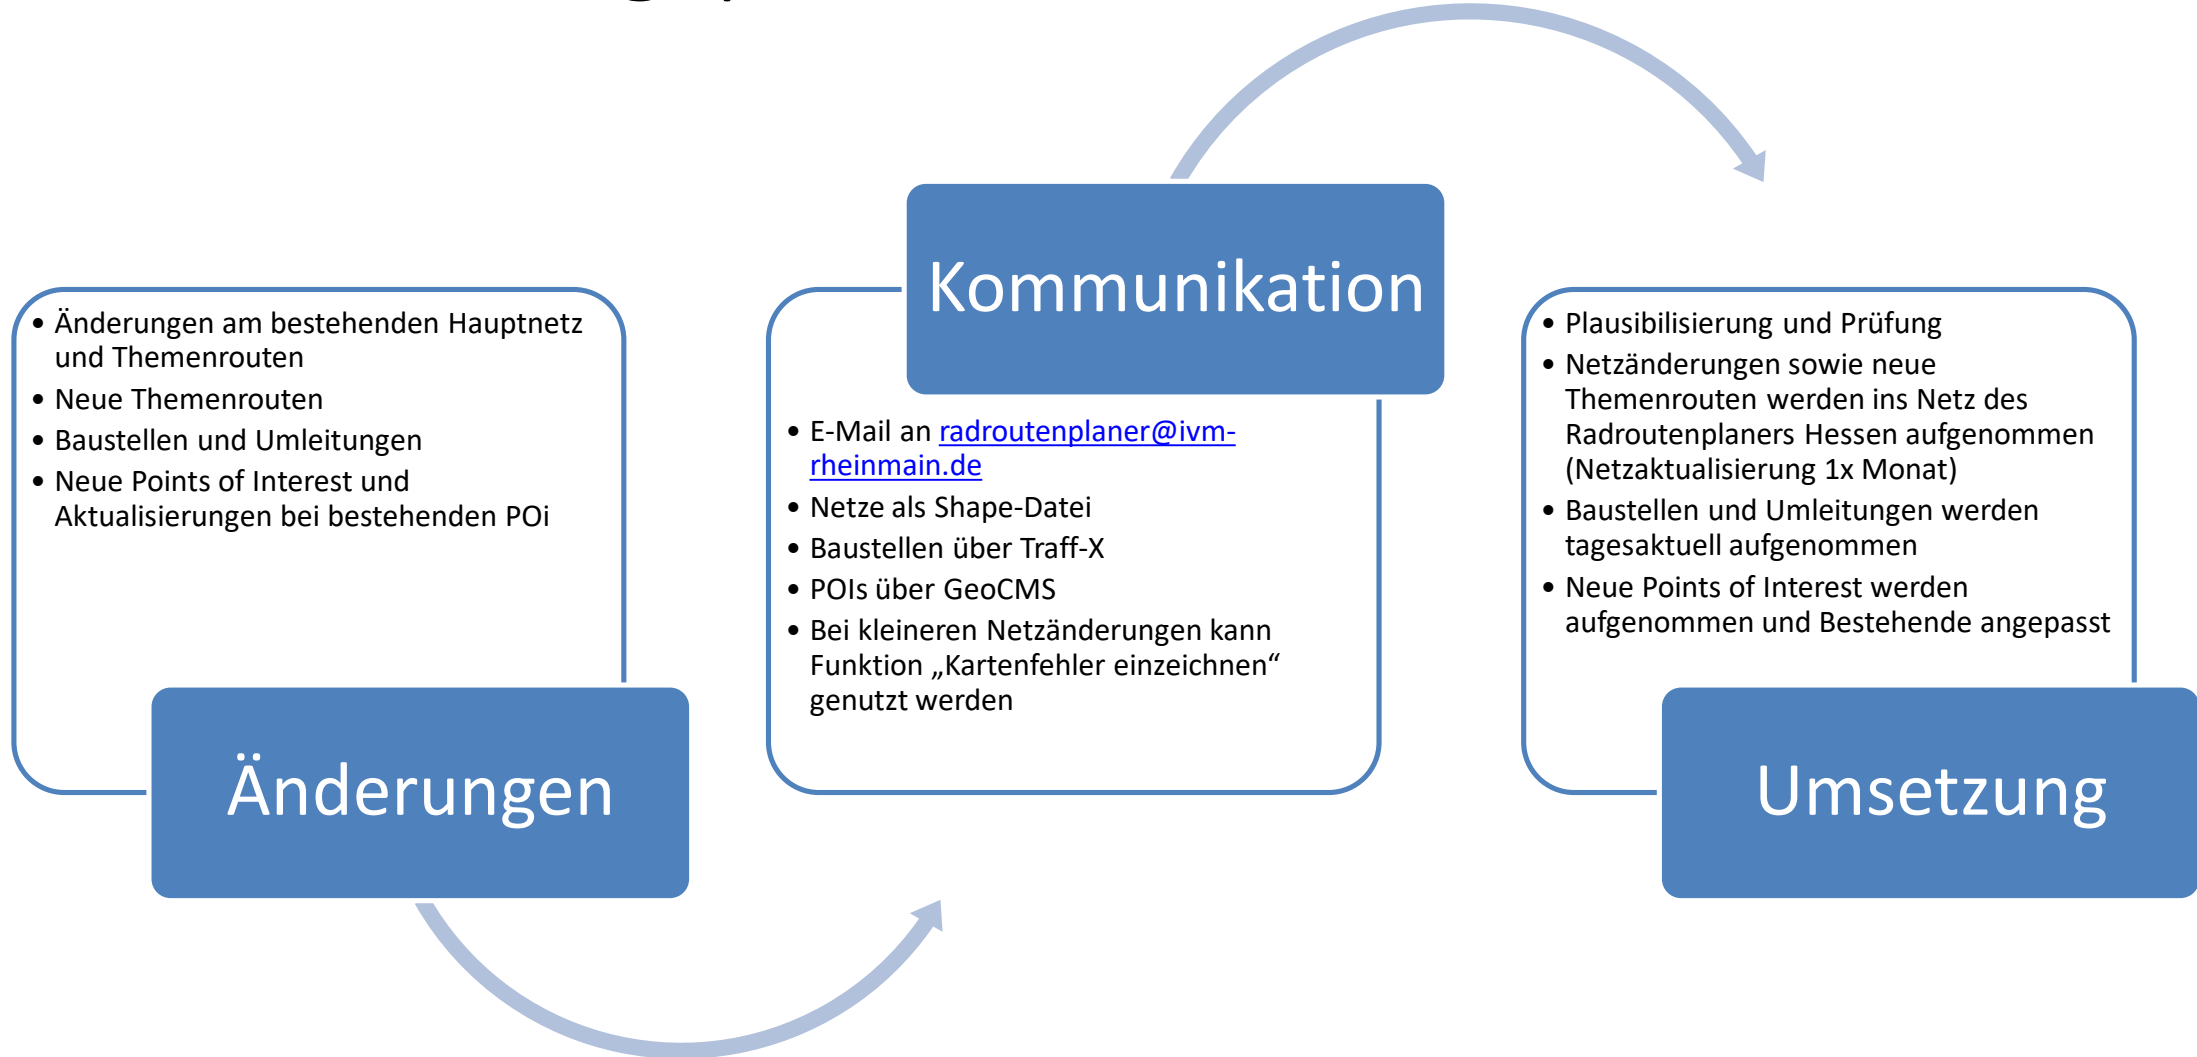 • Änderungen am bestehenden Hauptnetz
und Themenrouten
• Neue Themenrouten
• Baustellen und Umleitungen
• Neue Points of Interest und
Aktualisierungen bei bestehenden POi
Änderungen
Kommunikation
• E-Mail an radroutenplaner@ivm-
rheinmain.de
• Netze als Shape-Datei
• Baustellen über Traff-X
• POIs über GeoCMS
• Bei kleineren Netzänderungen kann
Funktion „Kartenfehler einzeichnen“
genutzt werden
• Plausibilisierung und Prüfung
• Netzänderungen sowie neue
Themenrouten werden ins Netz des
Radroutenplaners Hessen aufgenommen
(Netzaktualisierung 1x Monat)
• Baustellen und Umleitungen werden
tagesaktuell aufgenommen
• Neue Points of Interest werden
aufgenommen und Bestehende angepasst
Umsetzung